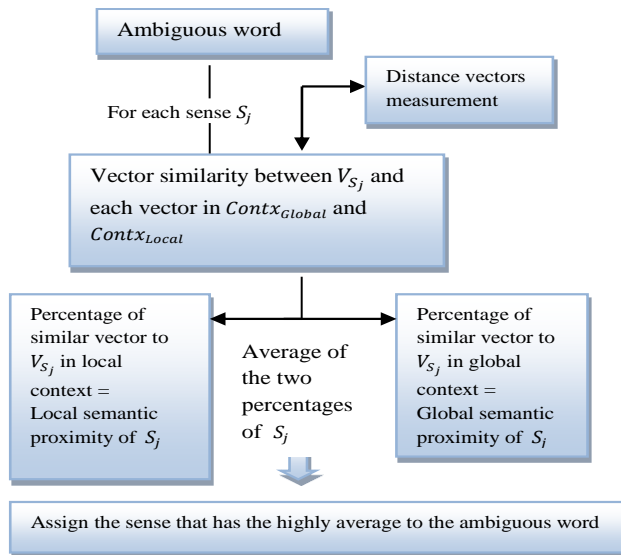 Ambiguous word
Distance vectors
measurement
For each sense S_j
Vector similarity between V_{S_j} and
each vector in Contx_{Global} and
Contx_{Local}
Percentage of
similar vector to
V_{S_j} in local
context =
Local semantic
proximity of S_j
Average of
the two
percentages
of S_j
Percentage of
similar vector to
V_{S_j} in global
context =
Global semantic
proximity of S_j
Assign the sense that has the highly average to the ambiguous word